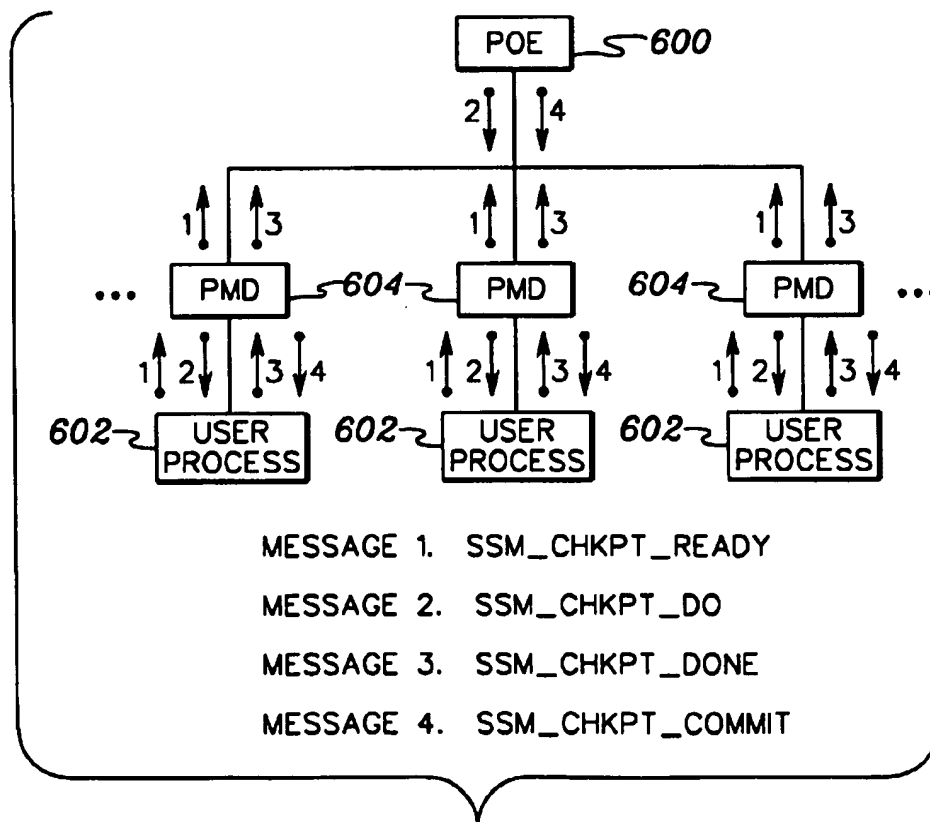 POE 600
2 4
1 3 1 3 1 3
... PMD 604 PMD 604 PMD ...
1 2 3 4 1 2 3 4 1 2 3 4
602 USER PROCESS 602 USER PROCESS 602 USER PROCESS
MESSAGE 1. SSM_CHKPT_READY
MESSAGE 2. SSM_CHKPT_DO
MESSAGE 3. SSM_CHKPT_DONE
MESSAGE 4. SSM_CHKPT_COMMIT